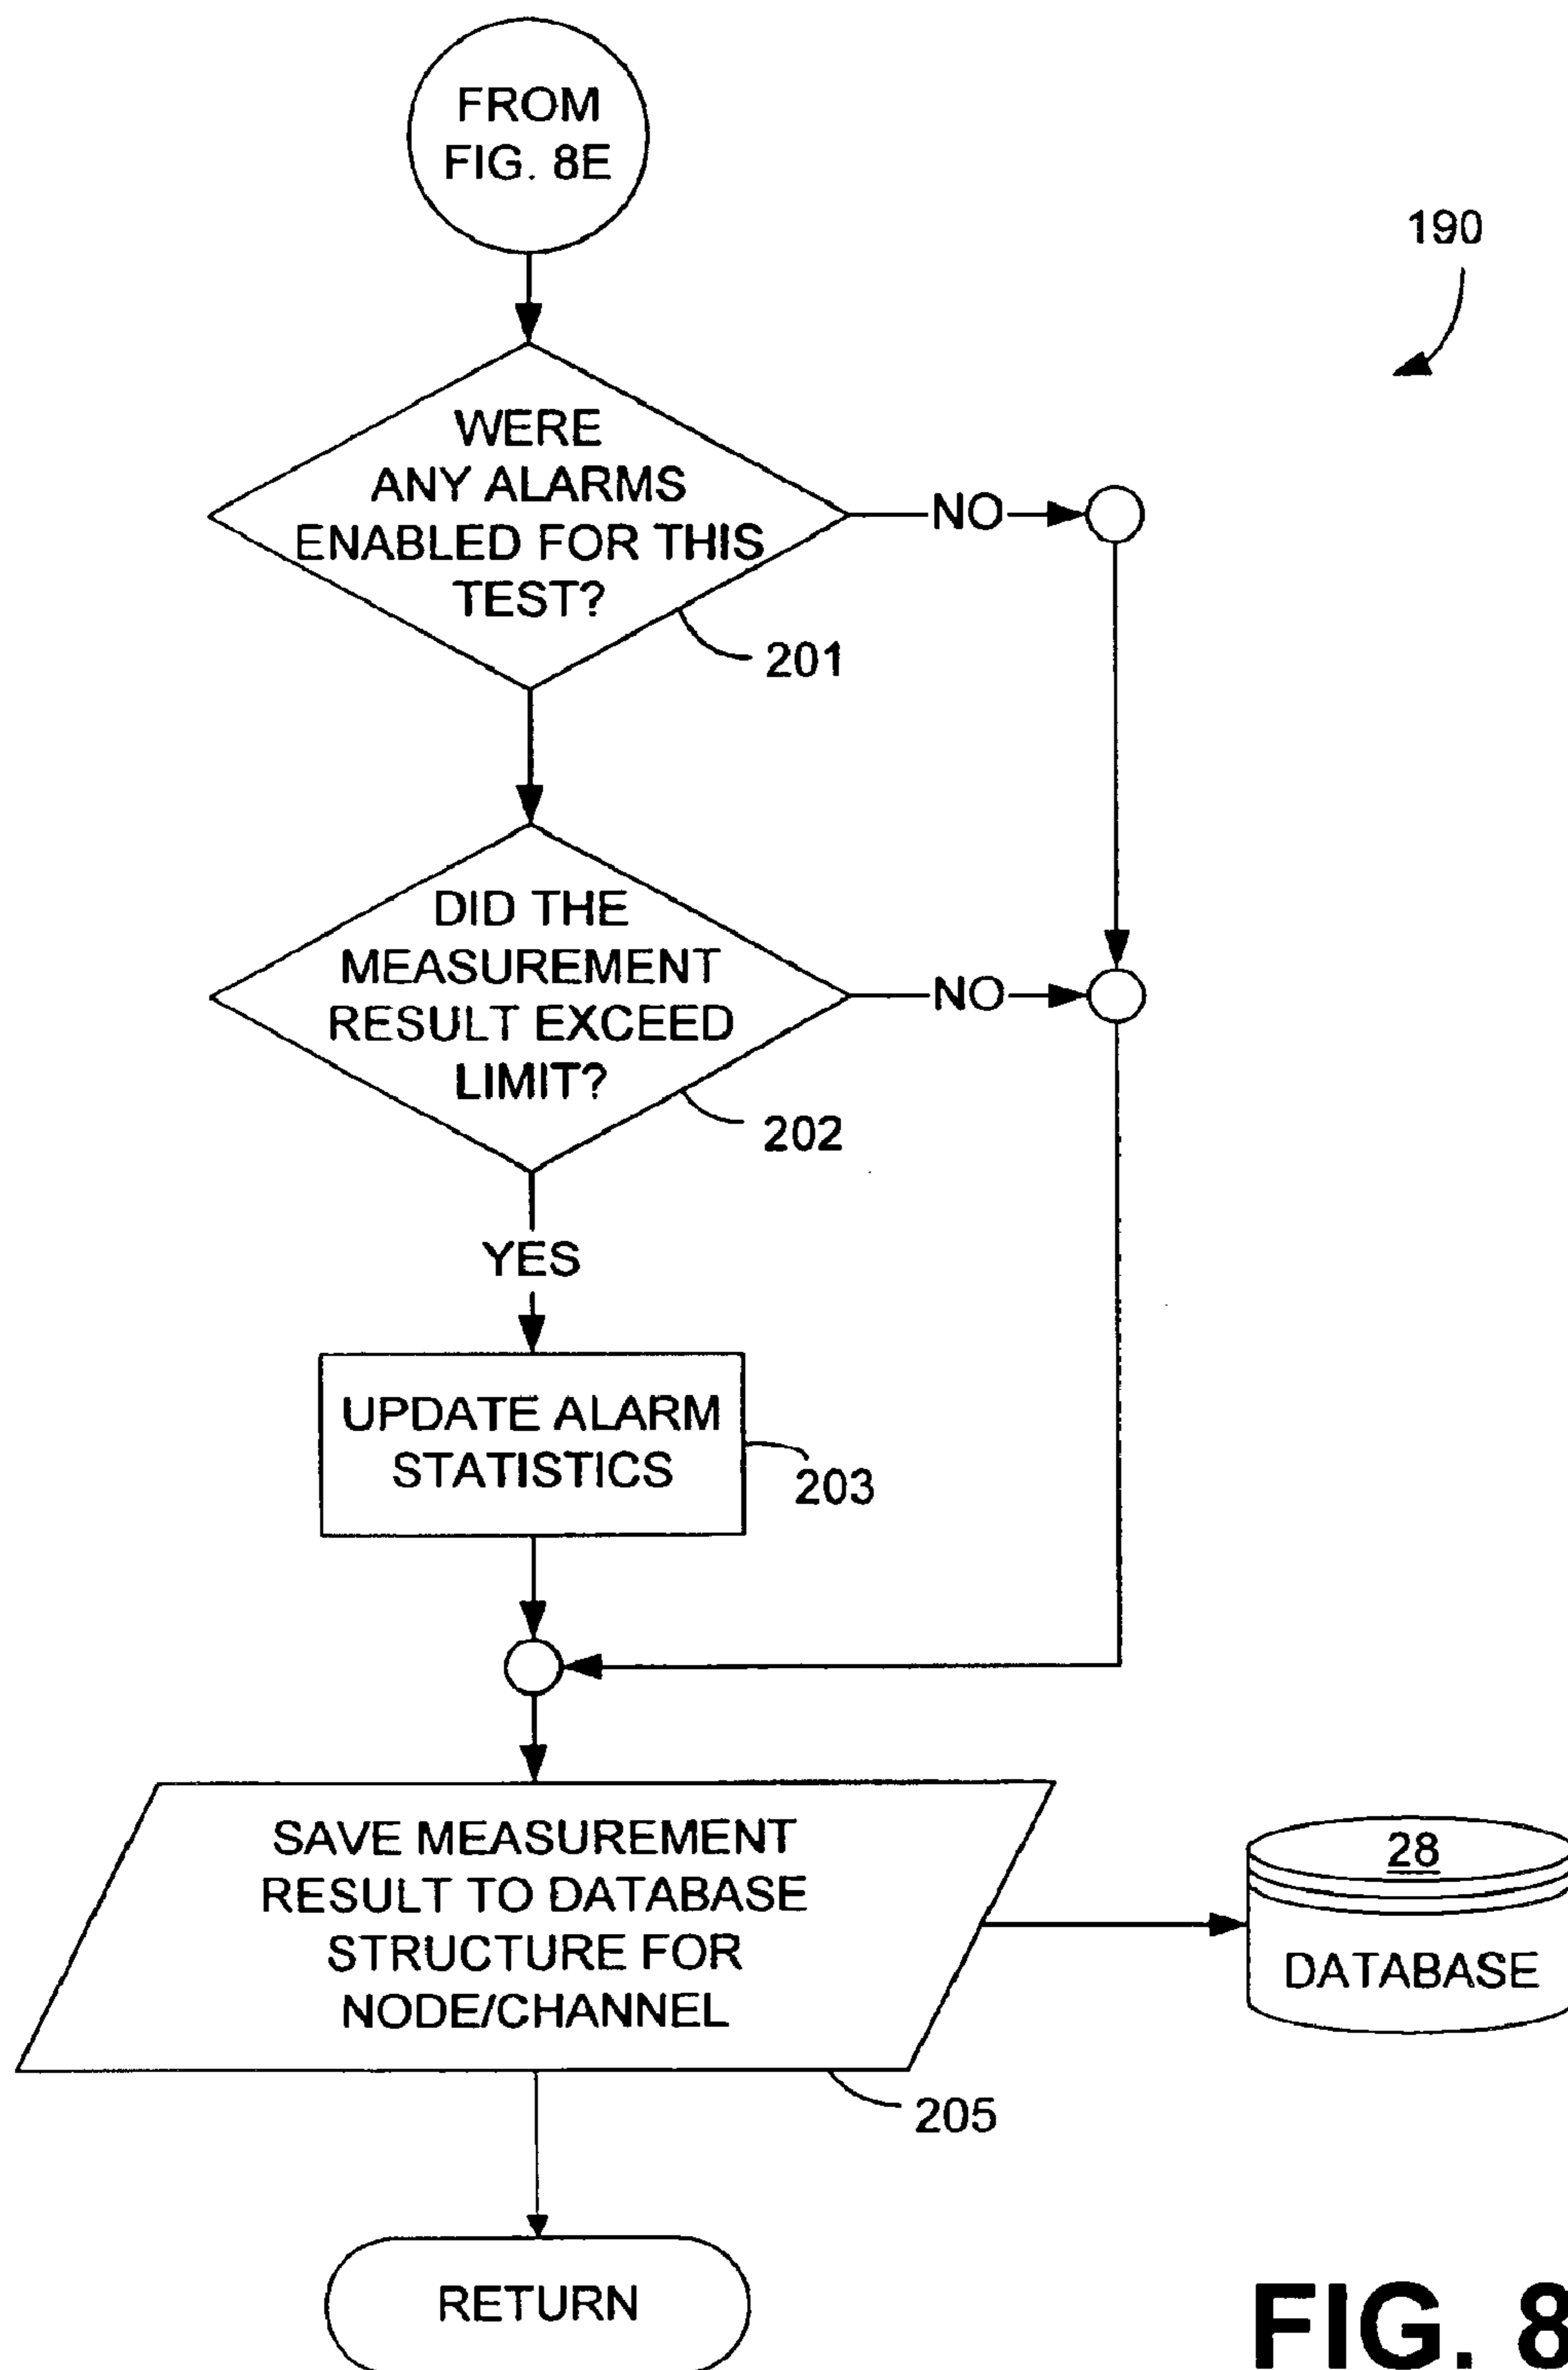 FROM
FIG. 8E
190
WERE
ANY ALARMS
ENABLED FOR THIS
TEST?
NO
201
DID THE
MEASUREMENT
RESULT EXCEED
LIMIT?
NO
202
YES
UPDATE ALARM
STATISTICS
203
SAVE MEASUREMENT
RESULT TO DATABASE
STRUCTURE FOR
NODE/CHANNEL
28
DATABASE
205
RETURN
FIG. 8